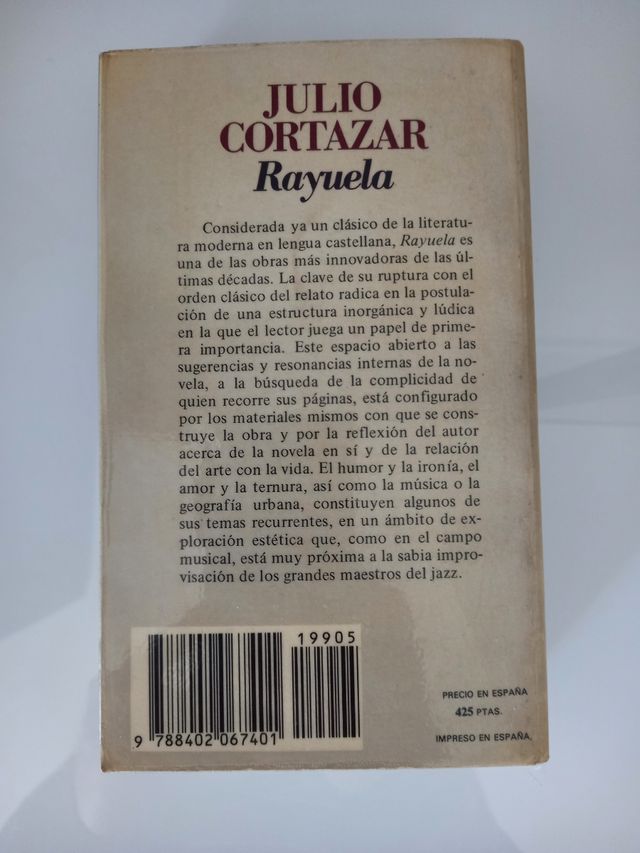 JULIO
CORTAZAR
Rayuela
Considerada ya un clásico de la literatu-
ra moderna en lengua castellana, Rayuela es
una de las obras más innovadoras de las úl-
timas décadas. La clave de su ruptura con el
orden clásico del relato radica en la postula-
ción de una estructura inorgánica y lúdica
en la que el lector juega un papel de prime-
ra importancia. Este espacio abierto a las
sugerencias y resonancias internas de la no-
vela, a la búsqueda de la complicidad de
quien recorre sus páginas, está configurado
por los materiales mismos con que se cons-
truye la obra y por la reflexión del autor
acerca de la novela en sí y de la relación
del arte con la vida. El humor y la ironía, el
amor y la ternura, así como la música o la
geografía urbana, constituyen algunos de
sus temas recurrentes, en un ámbito de ex-
ploración estética que, como en el campo
musical, está muy próxima a la sabia impro-
visación de los grandes maestros del jazz.
19905
9 788402 067401
PRECIO EN ESPAÑA
425 PTAS.
IMPRESO EN ESPAÑA.